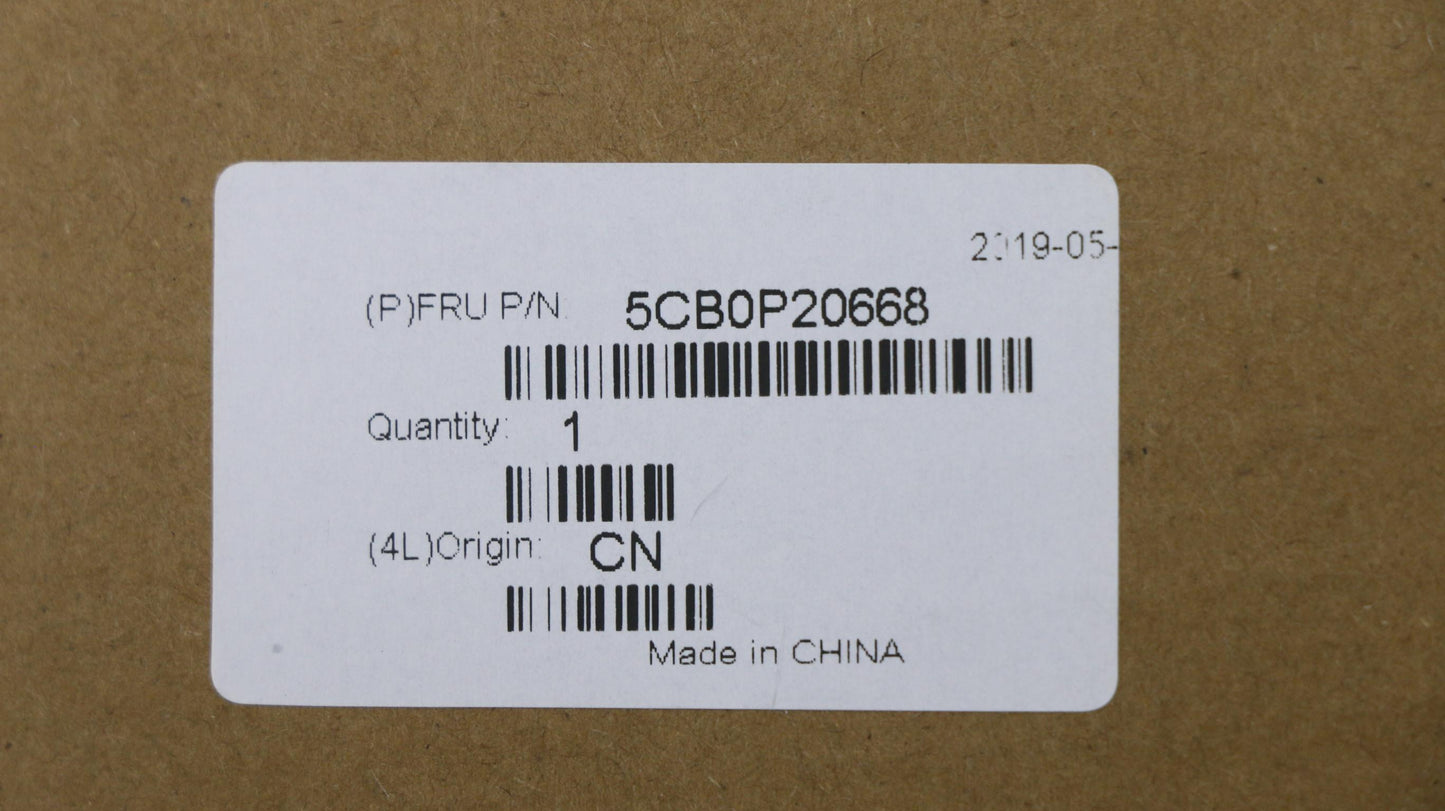 2019-05-
(P)FRU P/N: 5CB0P20668
Quantity: 1
(4L)Origin: CN
Made in CHINA